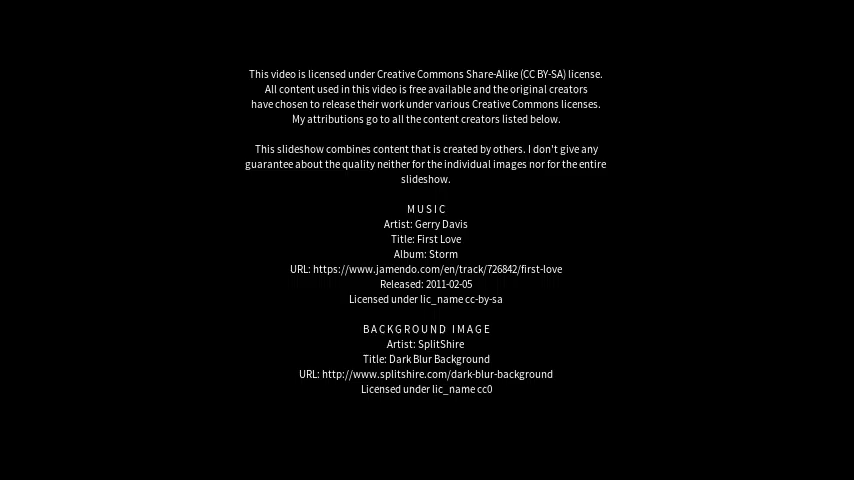 This video is licensed under Creative Commons Share-Alike (CC BY-SA) license.
All content used in this video is free available and the original creators
have chosen to release their work under various Creative Commons licenses.
My attributions go to all the content creators listed below.
This slideshow combines content that is created by others. I don't give any
guarantee about the quality neither for the individual images nor for the entire
slideshow.
MUSIC
Artist: Gerry Davis
Title: First Love
Album: Storm
URL: https://www.jamendo.com/en/track/726842/first-love
Released: 2011-02-05
Licensed under lic_name cc-by-sa
BACKGROUND IMAGE
Artist: SplitShire
Title: Dark Blur Background
URL: http://www.splitshire.com/dark-blur-background
Licensed under lic_name cc0